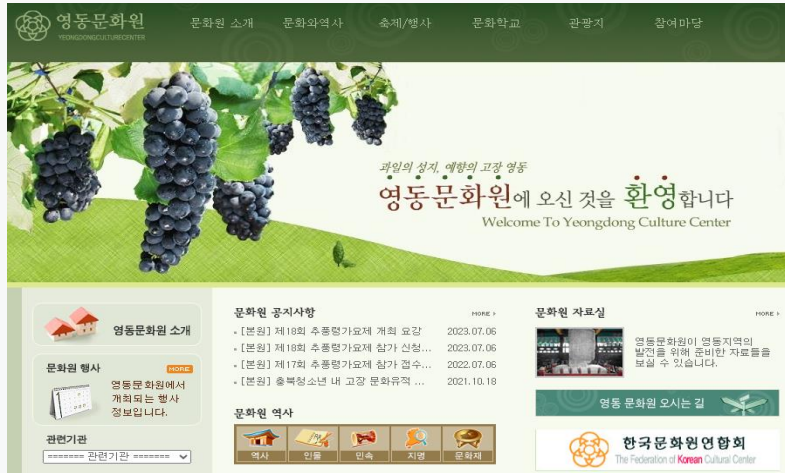 영동문화원
YEONGDONGCULTURECENTER
문화원 소개 문화와역사 축제/행사 문화학교 관광지 참여마당
과일의 성지, 예향의 고장 영동
영동문화원에 오신 것을 환영합니다
Welcome To Yeongdong Culture Center
영동문화원 소개
문화원 행사 MORE
영동문화원에서
개최되는 행사
정보입니다.
관련기관
======= 관련기관 =======
문화원 공지사항 MORE
[본원] 제18회 추풍령가요제 개최 요강 2023.07.06
[본원] 제18회 추풍령가요제 참가 신청... 2023.07.06
[본원] 제17회 추풍령가요제 참가 접수... 2022.07.06
[본원] 충북청소년 내 고장 문화유적 ... 2021.10.18
문화원 역사
역사 인물 민속 지명 문화재
문화원 자료실 MORE
영동문화원이 영동지역의
발전을 위해 준비한 자료들을
보실 수 있습니다.
영동 문화원 오시는 길
한국문화원연합회
The Federation of Korean Cultural Center